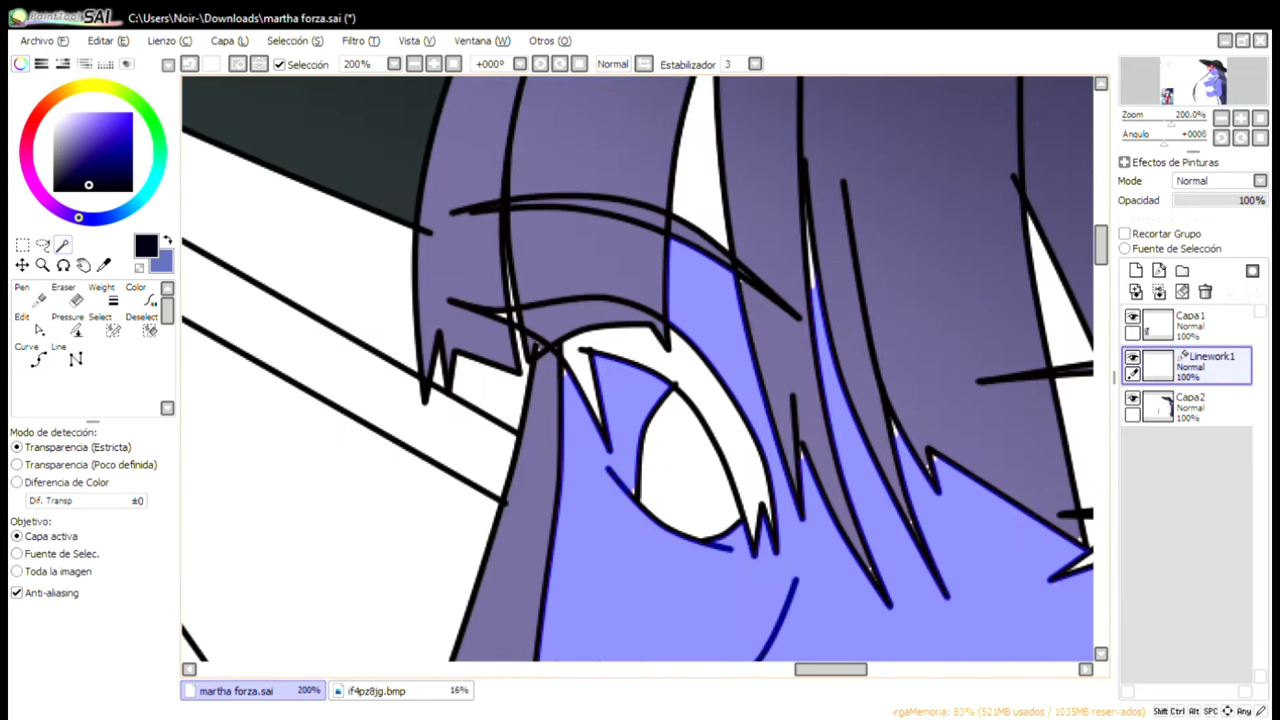 PaintTool SAI C:\Users\Noir-\Downloads\martha forza.sai (*)
Archivo (F) Editar (E) Lienzo (C) Capa (L) Selección (S) Filtro (T) Vista (V) Ventana (W) Otros (O)
Selección 200% +000° Normal Estabilizador 3
Zoom 200.0%
Angulo +0006
Efectos de Pinturas
Mode Normal
Opacidad 100%
Recortar Grupo
Fuente de Selección
Pen Eraser Weight Color
Edit Pressure Select Deselect
Curve Line
Capa1
Normal
100%
Linework1
Normal
100%
Capa2
Normal
100%
Modo de detección:
Transparencia (Estricta)
Transparencia (Poco definida)
Diferencia de Color
Dif. Transp ±0
Objetivo:
Capa activa
Fuente de Selec.
Toda la imagen
Anti-aliasing
martha forza.sai 200% rf4pz8jg.bmp 16%
rgaMemoria: 83% (521MB usados / 1035MB reservados) Shift Ctrl Alt SPC Any